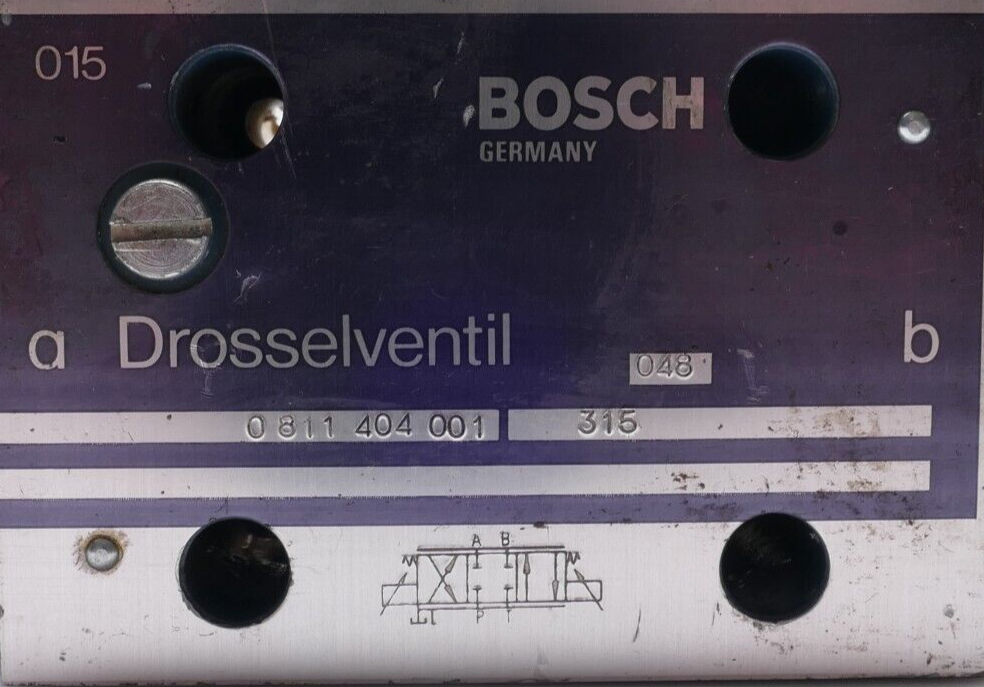 015
BOSCH
GERMANY
a Drosselventil b
048
0 811 404 001 315
A B
P T